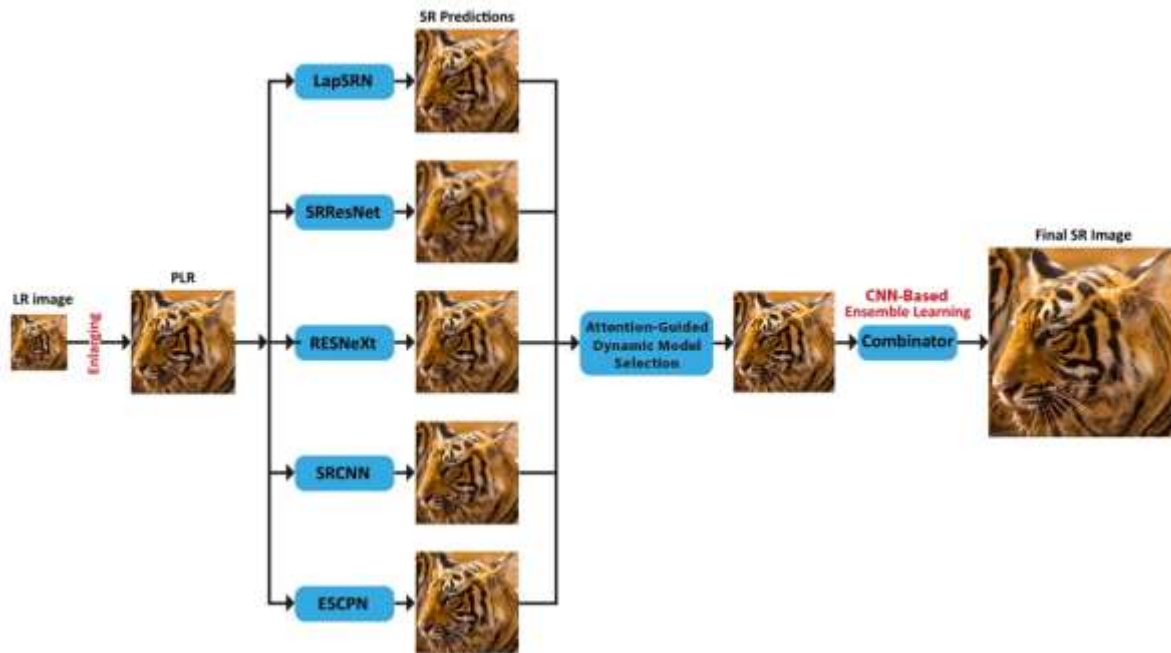 SR Predictions
LapSRN
SRResNet
Final SR Image
PLR
LR image
Enlarging
RESNeXt
Attention-Guided
Dynamic Model
Selection
CNN-Based
Ensemble Learning
Combinator
SRCNN
ESCPN